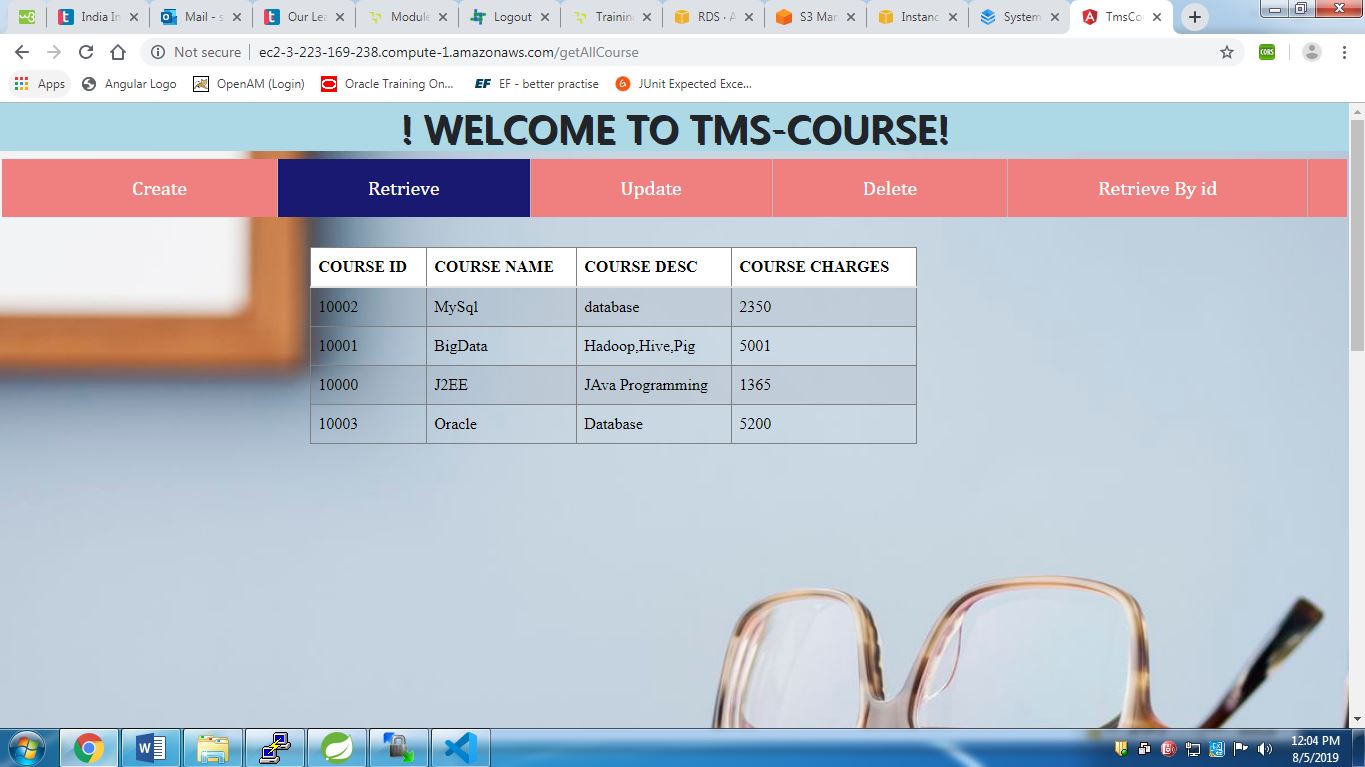 India In
Mail - s
Our Lea
Module
Logout
Training
RDS · A
S3 Mar
Instanc
System
TmsCo
Not secure | ec2-3-223-169-238.compute-1.amazonaws.com/getAllCourse
CORS
Apps Angular Logo OpenAM (Login) Oracle Training On... EF EF - better practise JUnit Expected Exce...
! WELCOME TO TMS-COURSE!
Create Retrieve Update Delete Retrieve By id
COURSE ID COURSE NAME COURSE DESC COURSE CHARGES
10002 MySql database 2350
10001 BigData Hadoop,Hive,Pig 5001
10000 J2EE JAva Programming 1365
10003 Oracle Database 5200
12:04 PM
8/5/2019